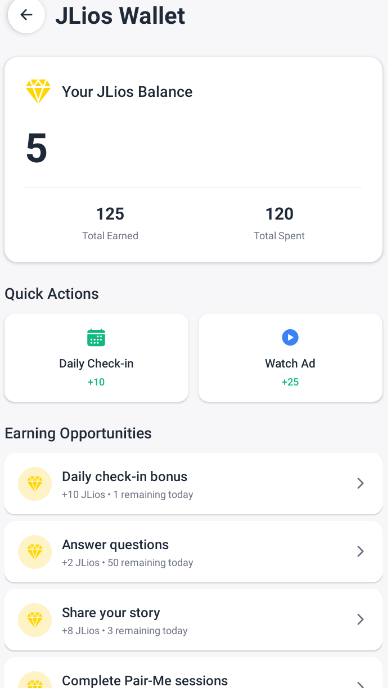 JLios Wallet
Your JLios Balance
5
125
120
Total Earned
Total Spent
Quick Actions
Daily Check-in
Watch Ad
+10
+25
Earning Opportunities
Daily check-in bonus
+10 JLios • 1 remaining today
Answer questions
+2 JLios • 50 remaining today
Share your story
+8 JLios • 3 remaining today
Complete Pair-Me sessions